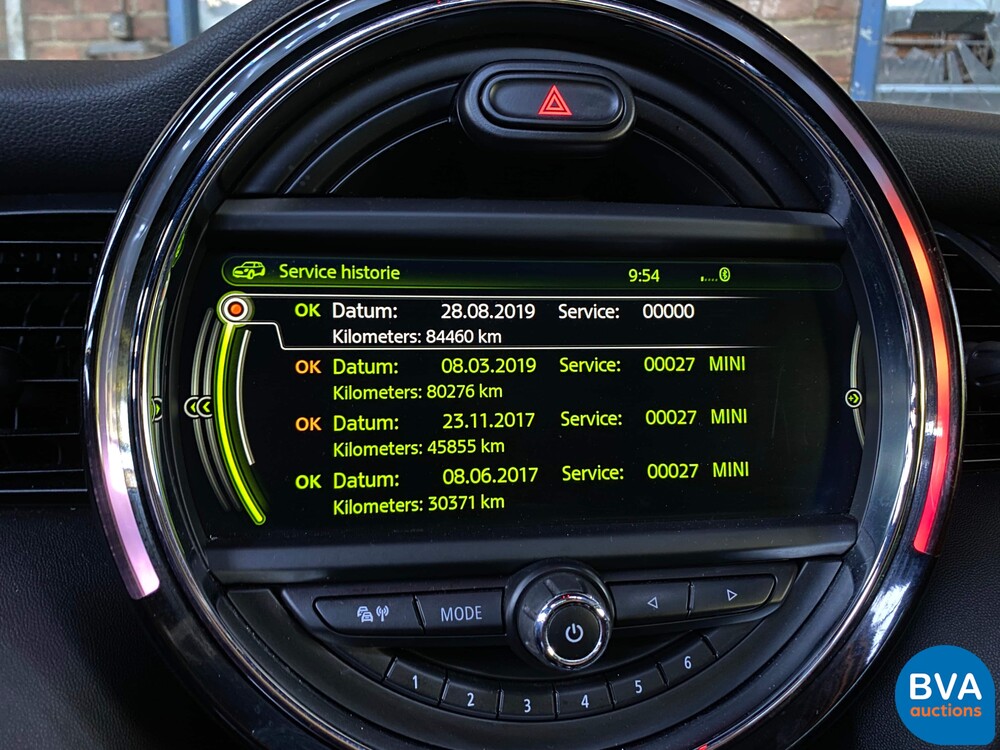 Service historie 9:54
OK Datum: 28.08.2019 Service: 00000
Kilometers: 84460 km
OK Datum: 08.03.2019 Service: 00027 MINI
Kilometers: 80276 km
OK Datum: 23.11.2017 Service: 00027 MINI
Kilometers: 45855 km
OK Datum: 08.06.2017 Service: 00027 MINI
Kilometers: 30371 km
MODE
1 2 3 4 5 6
BVA
auctions